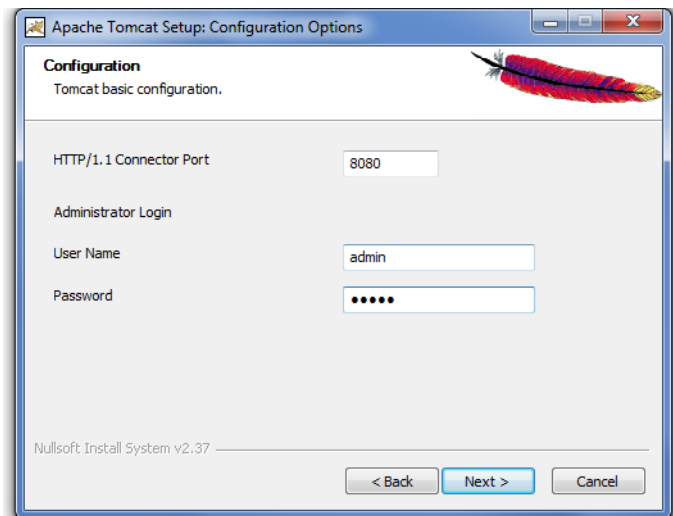 Apache Tomcat Setup: Configuration Options
Configuration
Tomcat basic configuration.
HTTP/1.1 Connector Port 8080
Administrator Login
User Name admin
Password •••••
Nullsoft Install System v2.37
< Back Next > Cancel